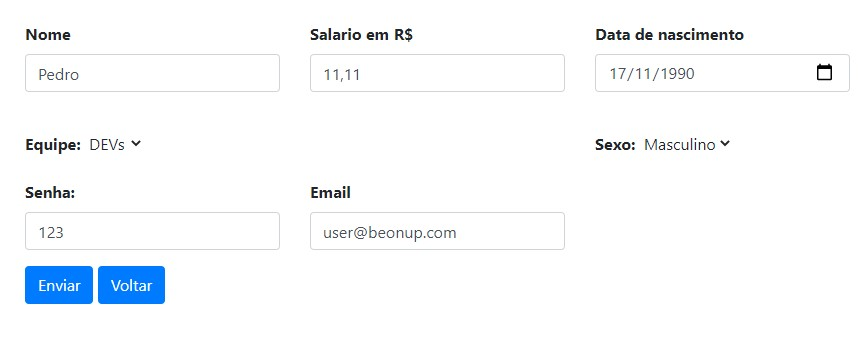 Nome Salario em R$ Data de nascimento
Pedro 11,11 17/11/1990
Equipe: DEVs Sexo: Masculino
Senha: Email
123 user@beonup.com
Enviar Voltar